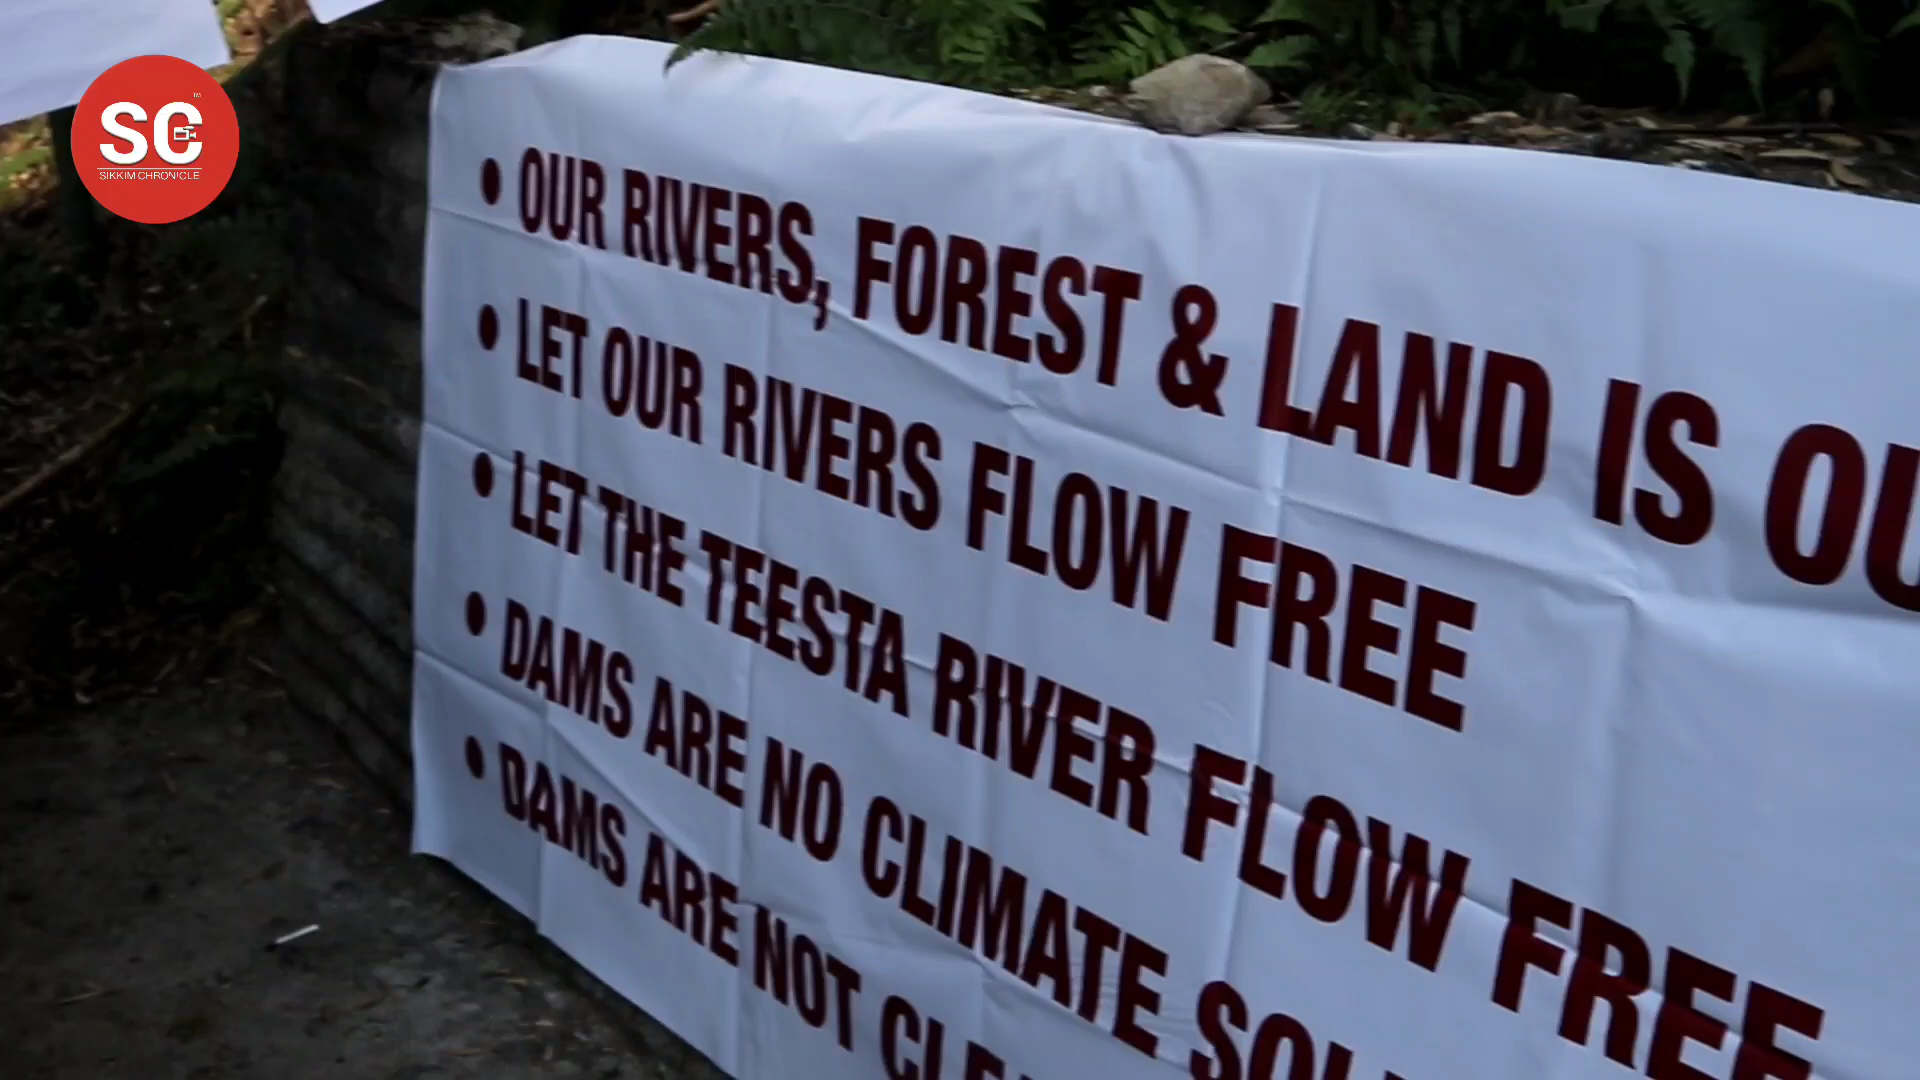 SC
SIKKIM CHRONICLE
• OUR RIVERS, FOREST & LAND IS
• LET OUR RIVERS FLOW FREE
• LET THE TEESTA RIVER FLOW FREE
• DAMS ARE NO CLIMATE
• DAMS ARE NOT